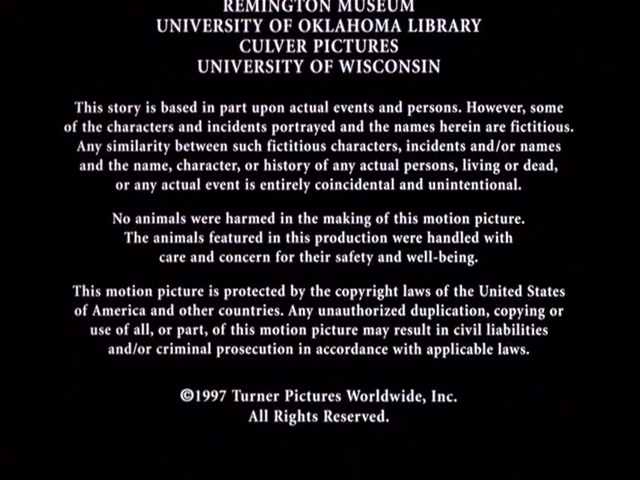 REMINGTON MUSEUM
UNIVERSITY OF OKLAHOMA LIBRARY
CULVER PICTURES
UNIVERSITY OF WISCONSIN
This story is based in part upon actual events and persons. However, some
of the characters and incidents portrayed and the names herein are fictitious.
Any similarity between such fictitious characters, incidents and/or names
and the name, character, or history of any actual persons, living or dead,
or any actual event is entirely coincidental and unintentional.
No animals were harmed in the making of this motion picture.
The animals featured in this production were handled with
care and concern for their safety and well-being.
This motion picture is protected by the copyright laws of the United States
of America and other countries. Any unauthorized duplication, copying or
use of all, or part, of this motion picture may result in civil liabilities
and/or criminal prosecution in accordance with applicable laws.
©1997 Turner Pictures Worldwide, Inc.
All Rights Reserved.